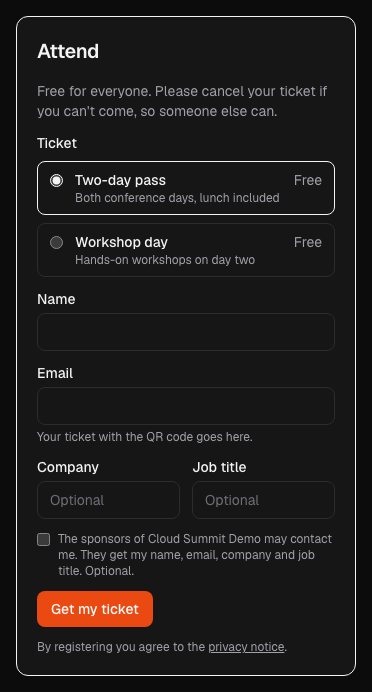 Attend
Free for everyone. Please cancel your ticket if
you can't come, so someone else can.
Ticket
Two-day pass Free
Both conference days, lunch included
Workshop day Free
Hands-on workshops on day two
Name
Email
Your ticket with the QR code goes here.
Company Job title
Optional Optional
The sponsors of Cloud Summit Demo may contact
me. They get my name, email, company and job
title. Optional.
Get my ticket
By registering you agree to the privacy notice.